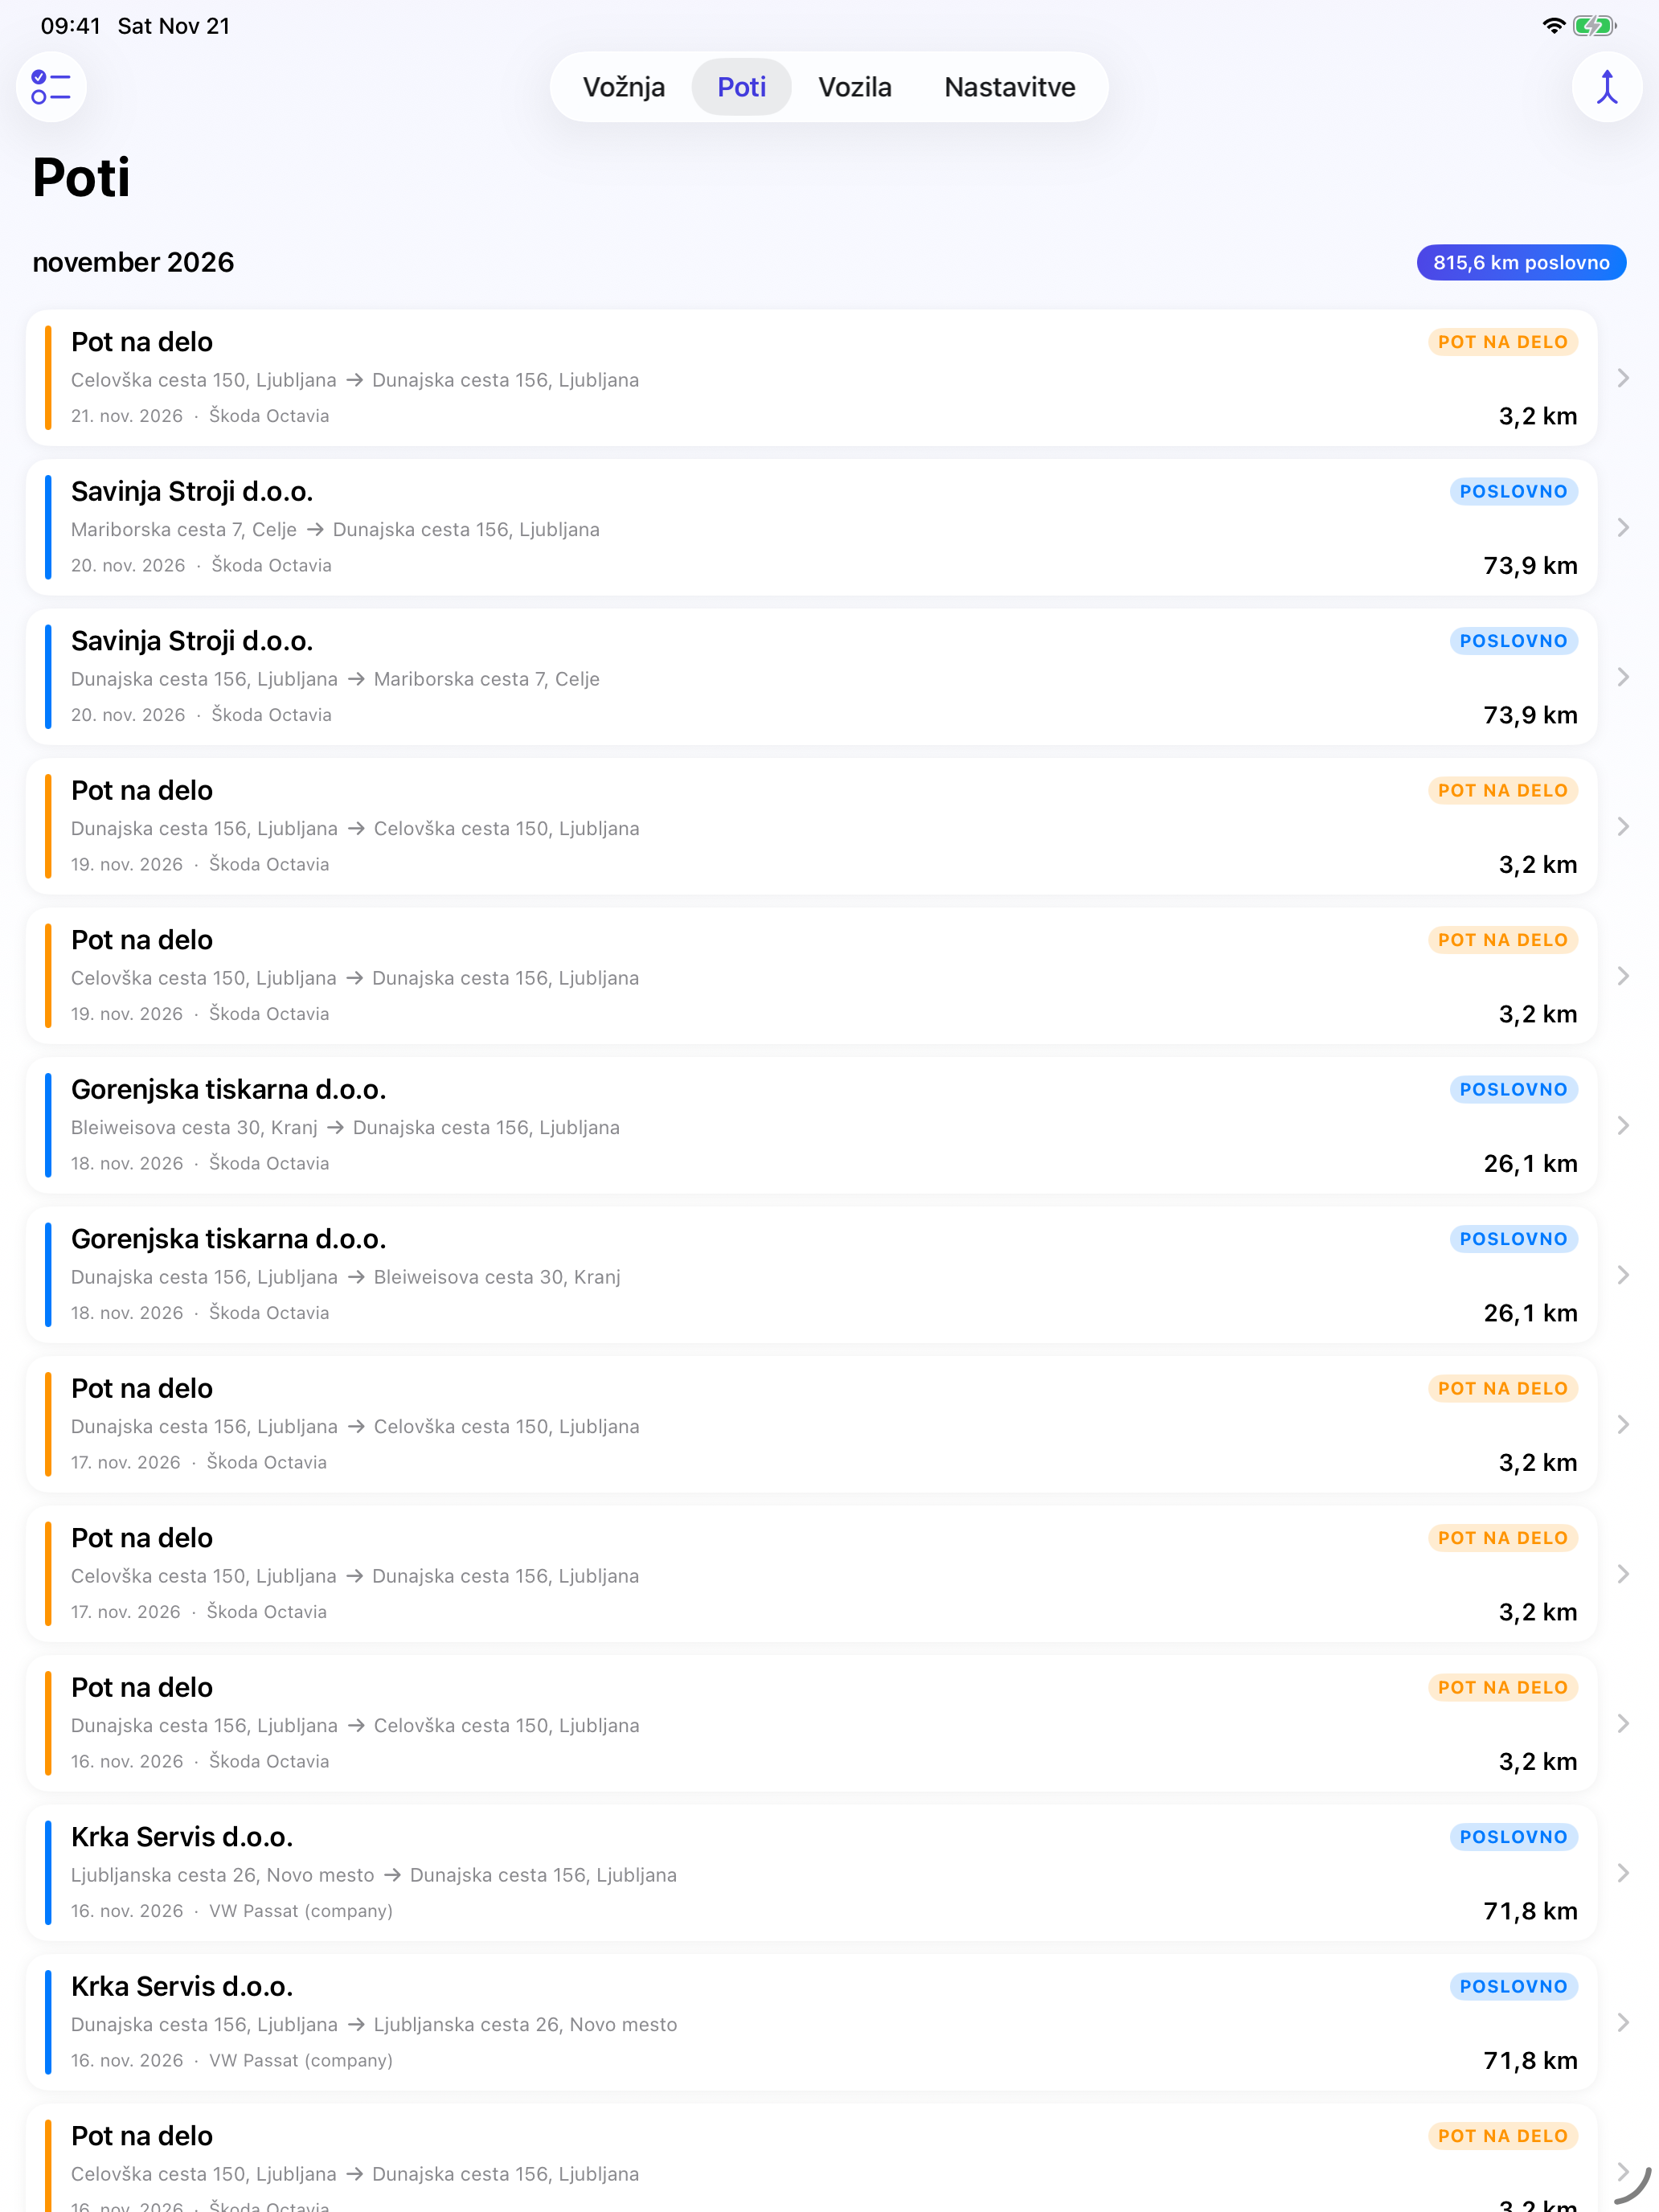 09:41 Sat Nov 21
Vožnja Poti Vozila Nastavitve
Poti
november 2026
815,6 km poslovno
Pot na delo
POT NA DELO
Celovška cesta 150, Ljubljana → Dunajska cesta 156, Ljubljana
21. nov. 2026 · Škoda Octavia
3,2 km
Savinja Stroji d.o.o.
POSLOVNO
Mariborska cesta 7, Celje → Dunajska cesta 156, Ljubljana
20. nov. 2026 · Škoda Octavia
73,9 km
Savinja Stroji d.o.o.
POSLOVNO
Dunajska cesta 156, Ljubljana → Mariborska cesta 7, Celje
20. nov. 2026 · Škoda Octavia
73,9 km
Pot na delo
POT NA DELO
Dunajska cesta 156, Ljubljana → Celovška cesta 150, Ljubljana
19. nov. 2026 · Škoda Octavia
3,2 km
Pot na delo
POT NA DELO
Celovška cesta 150, Ljubljana → Dunajska cesta 156, Ljubljana
19. nov. 2026 · Škoda Octavia
3,2 km
Gorenjska tiskarna d.o.o.
POSLOVNO
Bleiweisova cesta 30, Kranj → Dunajska cesta 156, Ljubljana
18. nov. 2026 · Škoda Octavia
26,1 km
Gorenjska tiskarna d.o.o.
POSLOVNO
Dunajska cesta 156, Ljubljana → Bleiweisova cesta 30, Kranj
18. nov. 2026 · Škoda Octavia
26,1 km
Pot na delo
POT NA DELO
Dunajska cesta 156, Ljubljana → Celovška cesta 150, Ljubljana
17. nov. 2026 · Škoda Octavia
3,2 km
Pot na delo
POT NA DELO
Celovška cesta 150, Ljubljana → Dunajska cesta 156, Ljubljana
17. nov. 2026 · Škoda Octavia
3,2 km
Pot na delo
POT NA DELO
Dunajska cesta 156, Ljubljana → Celovška cesta 150, Ljubljana
16. nov. 2026 · Škoda Octavia
3,2 km
Krka Servis d.o.o.
POSLOVNO
Ljubljanska cesta 26, Novo mesto → Dunajska cesta 156, Ljubljana
16. nov. 2026 · VW Passat (company)
71,8 km
Krka Servis d.o.o.
POSLOVNO
Dunajska cesta 156, Ljubljana → Ljubljanska cesta 26, Novo mesto
16. nov. 2026 · VW Passat (company)
71,8 km
Pot na delo
POT NA DELO
Celovška cesta 150, Ljubljana → Dunajska cesta 156, Ljubljana
16. nov. 2026 · Škoda Octavia
3,2 km